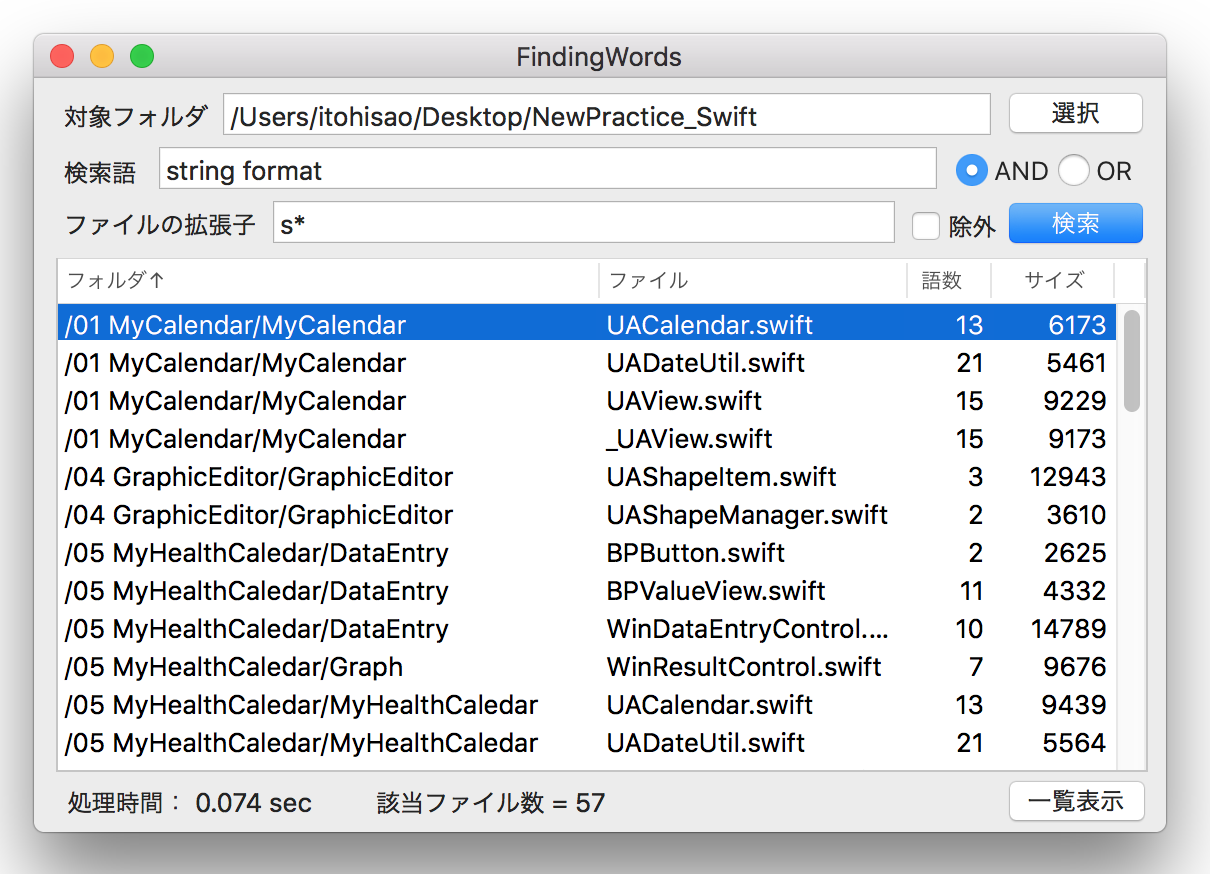 FindingWords
対象フォルダ /Users/itohisao/Desktop/NewPractice_Swift 選択
検索語 string format AND OR
ファイルの拡張子 s* 除外 検索
フォルダ↑ ファイル 語数 サイズ
/01 MyCalendar/MyCalendar UACalendar.swift 13 6173
/01 MyCalendar/MyCalendar UADateUtil.swift 21 5461
/01 MyCalendar/MyCalendar UAView.swift 15 9229
/01 MyCalendar/MyCalendar _UAView.swift 15 9173
/04 GraphicEditor/GraphicEditor UAShapeItem.swift 3 12943
/04 GraphicEditor/GraphicEditor UAShapeManager.swift 2 3610
/05 MyHealthCaledar/DataEntry BPButton.swift 2 2625
/05 MyHealthCaledar/DataEntry BPValueView.swift 11 4332
/05 MyHealthCaledar/DataEntry WinDataEntryControl.... 10 14789
/05 MyHealthCaledar/Graph WinResultControl.swift 7 9676
/05 MyHealthCaledar/MyHealthCaledar UACalendar.swift 13 9439
/05 MyHealthCaledar/MyHealthCaledar UADateUtil.swift 21 5564
処理時間： 0.074 sec 該当ファイル数 = 57 一覧表示